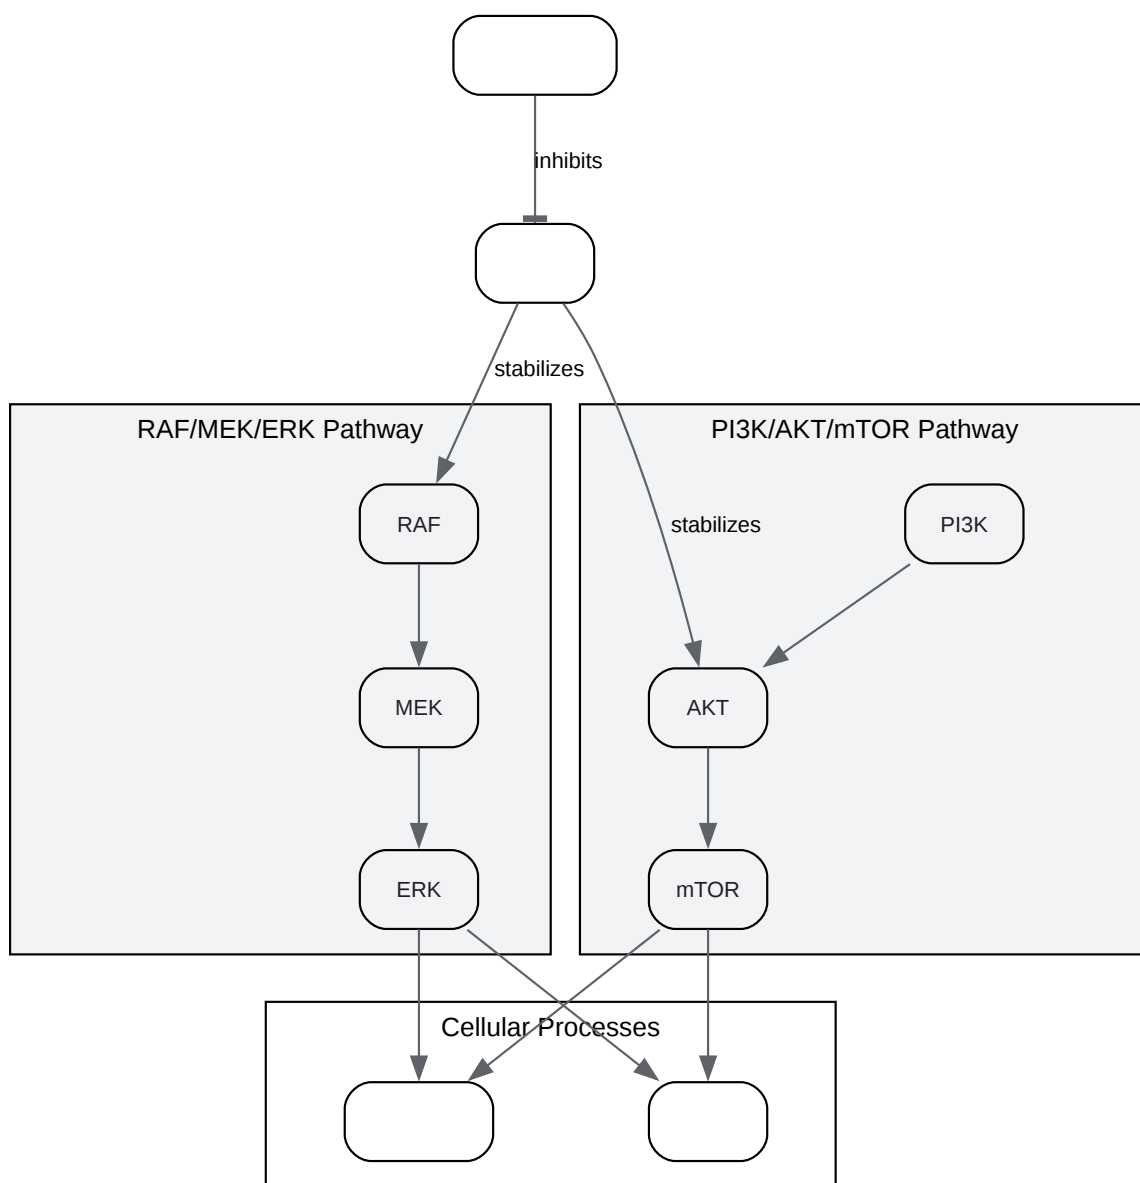 inhibits
stabilizes
RAF/MEK/ERK Pathway
PI3K/AKT/mTOR Pathway
RAF
stabilizes
PI3K
MEK
AKT
ERK
mTOR
Cellular Processes